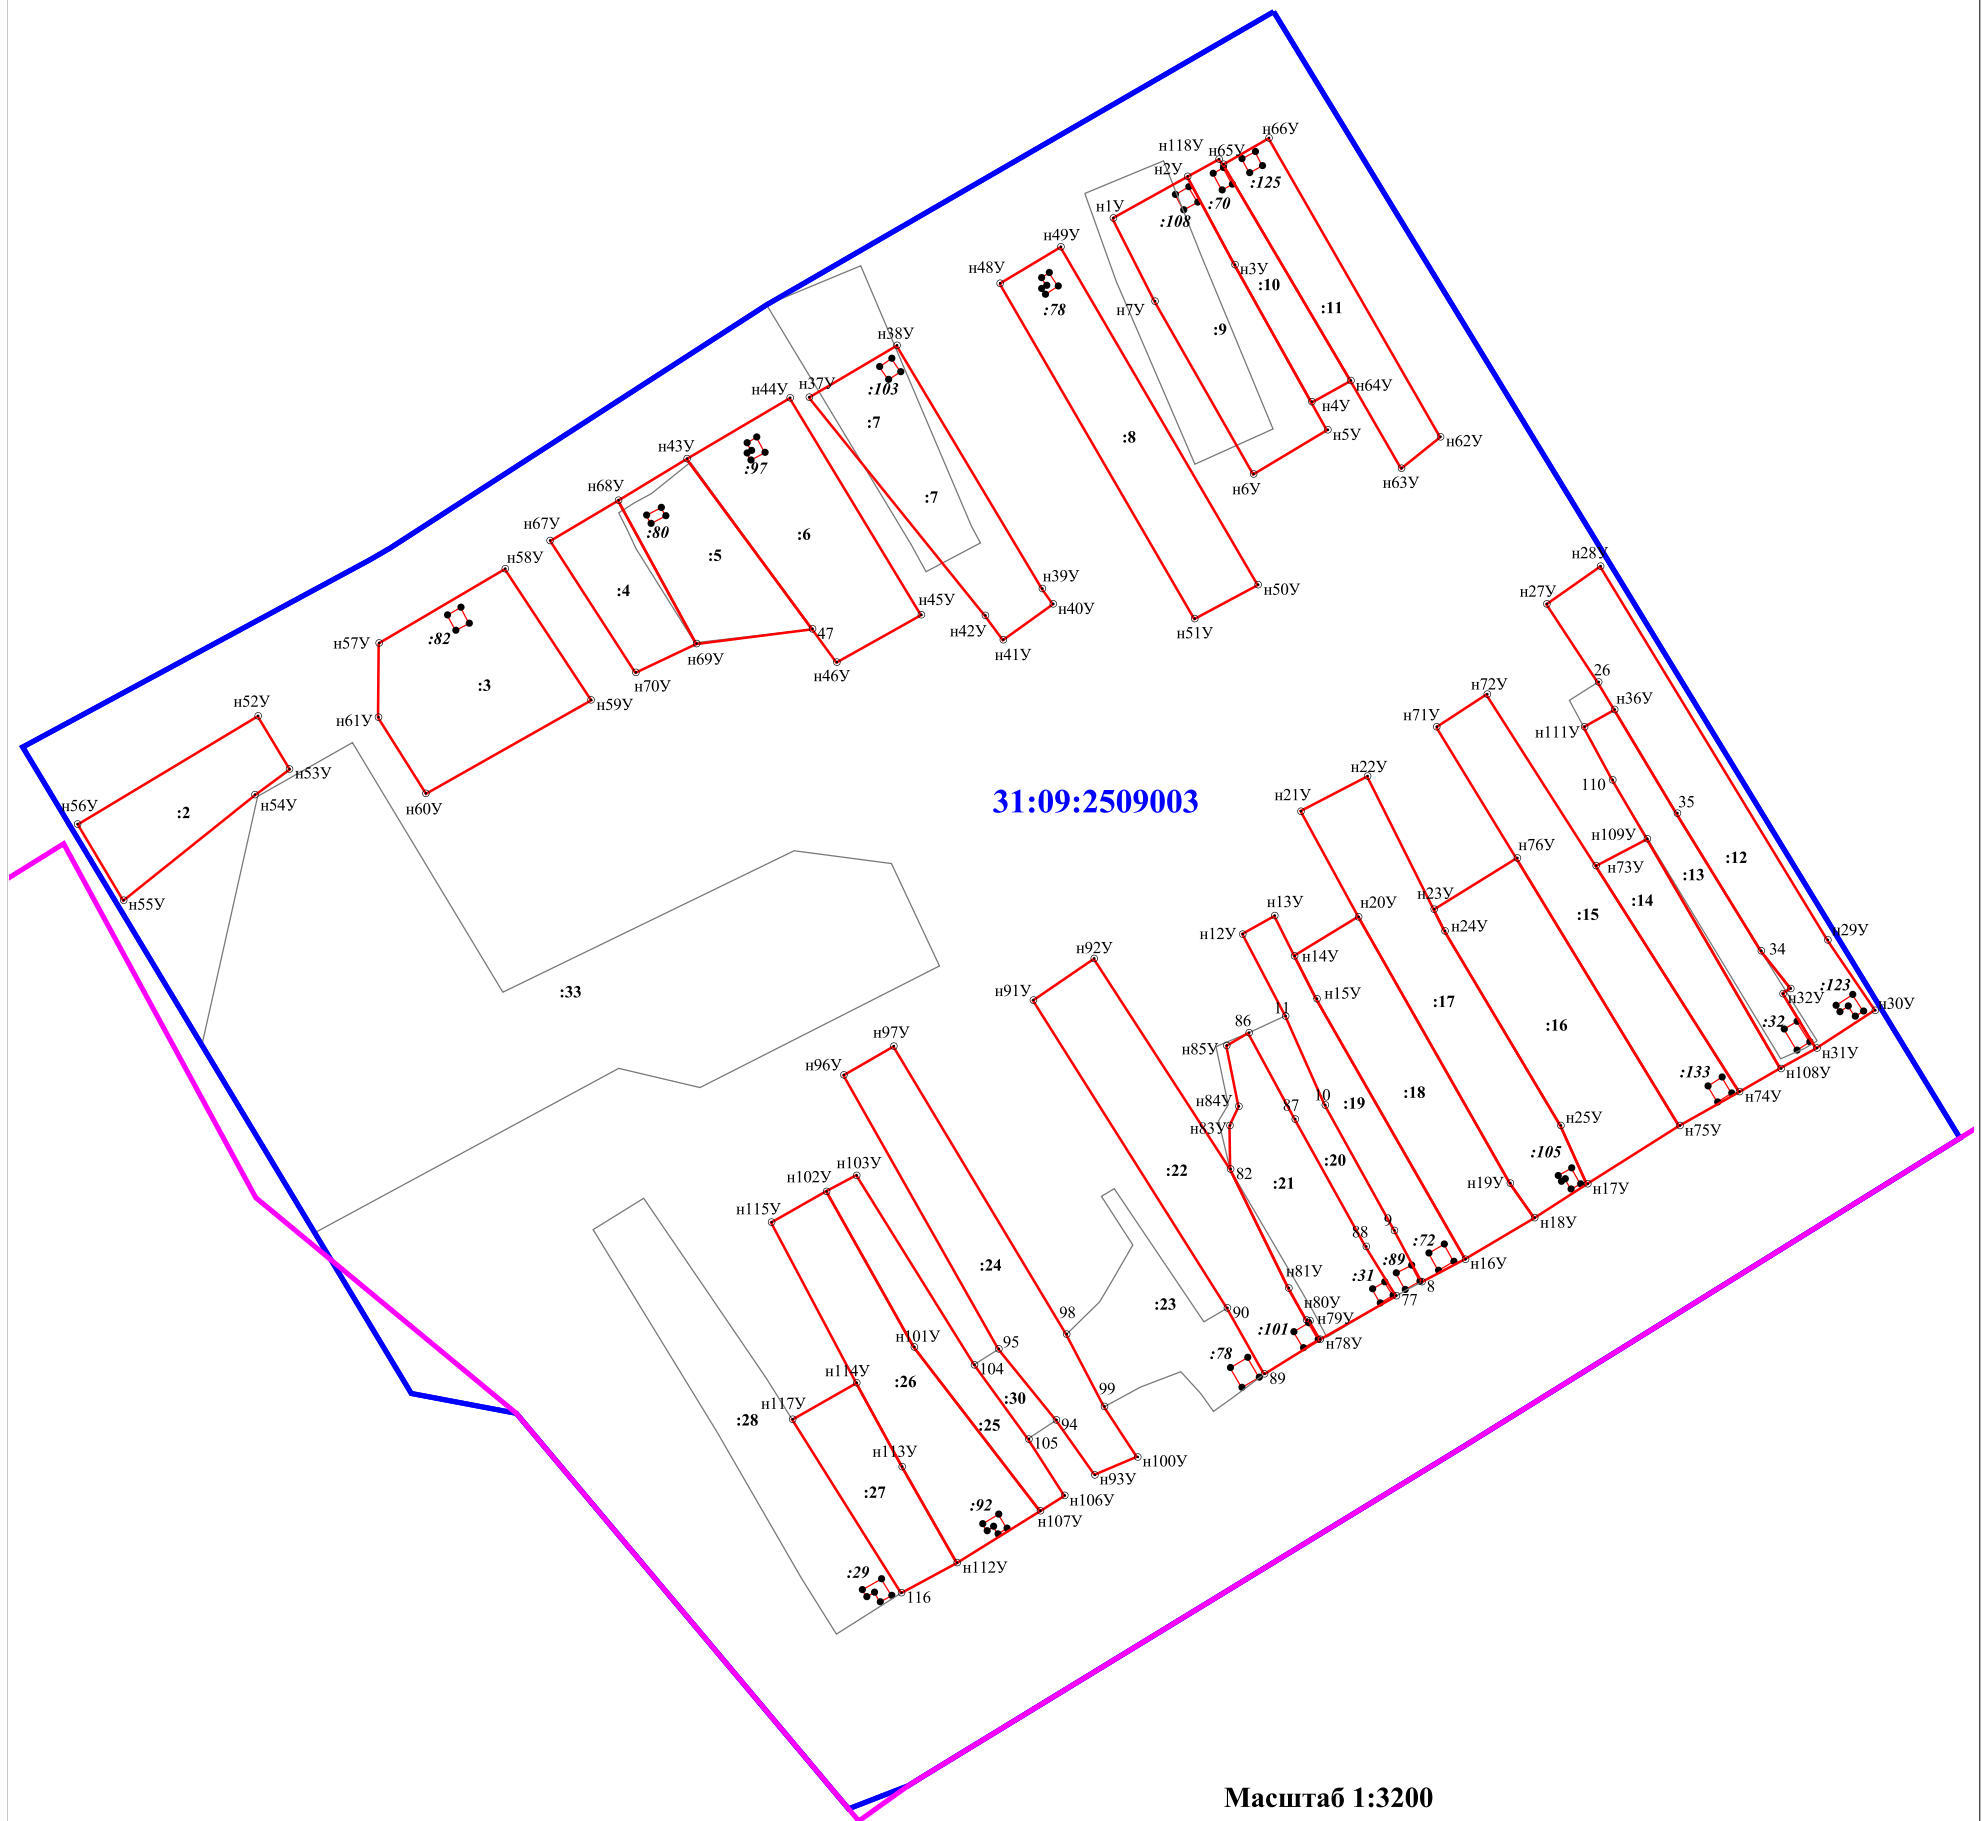 н66У
н118У
н65У
н2У
:125
:70
:108
н1У
н49У
н48У
н3У
:10
:78
н7У
:11
:9
н38У
н44У
н37У
:103
н64У
н4У
:7
:8
н5У
н62У
н43У
:97
н6У
н63У
н68У
:7
н67У
:80
:6
:5
н58У
н28У
:4
н39У
н27У
н50У
н57У
:82
н45У
н40У
47
н42У
н51У
н41У
н69У
н46У
26
:3
н70У
н72У
н52У
н59У
н36У
н61У
н71У
н111У
н53У
н22У
110
н56У
н60У
н21У
31:09:2509003
35
:2
н54У
н109У
н76У
:12
н73У
:13
н55У
н23У
:14
н13У
н20У
:15
н12У
н24У
н29У
н92У
34
н14У
н91У
н15У
:123
:33
:17
н32У
н30У
11
86
:32
:16
н97У
н85У
н31У
н96У
н108У
:133
:18
10
:19
н84У
87
н74У
н25У
н83У
н75У
:20
:105
н103У
:22
82
:21
н102У
н19У
н17У
н115У
9
н18У
88
:72
:24
:89
н16У
:31
н81У
8
77
:23
н80У
90
98
н79У
:101
н101У
95
н78У
:78
н114У
104
89
:26
99
:30
н117У
:28
:25
94
105
н113У
н100У
н93У
:27
н106У
:92
н107У
н112У
:29
116
Масштаб 1:3200